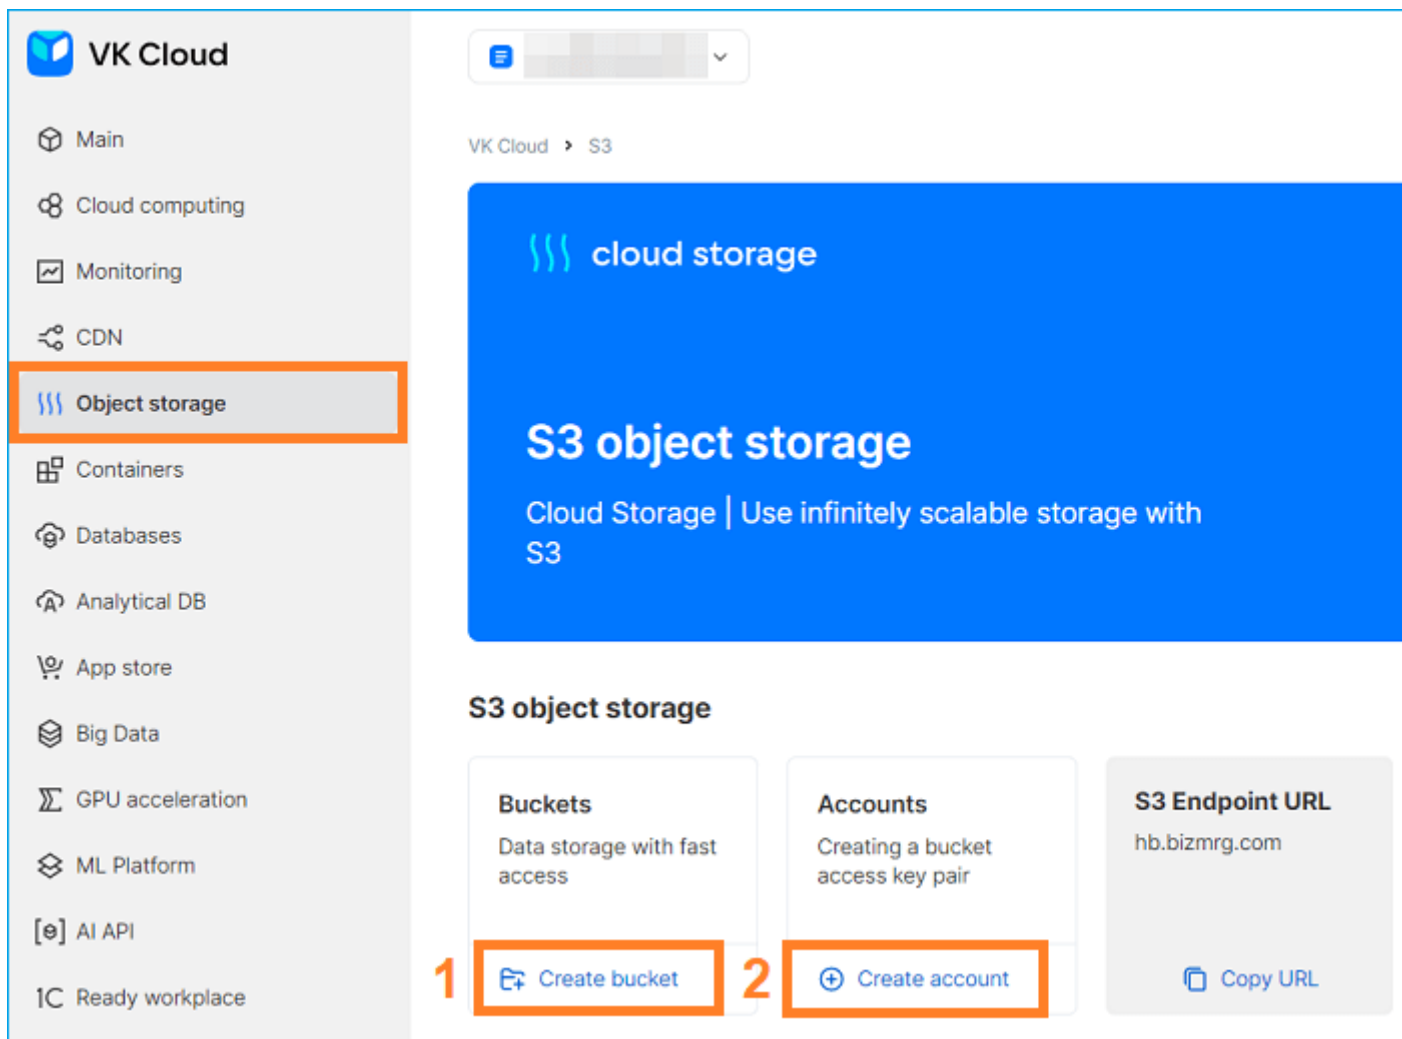 VK Cloud
Main
Cloud computing
Monitoring
CDN
Object storage
Containers
Databases
Analytical DB
App store
Big Data
GPU acceleration
ML Platform
AI API
1C Ready workplace
VK Cloud > S3
cloud storage
S3 object storage
Cloud Storage | Use infinitely scalable storage with
S3
S3 object storage
Buckets
Data storage with fast
access
1 Create bucket
Accounts
Creating a bucket
access key pair
2 Create account
S3 Endpoint URL
hb.bizmrg.com
Copy URL